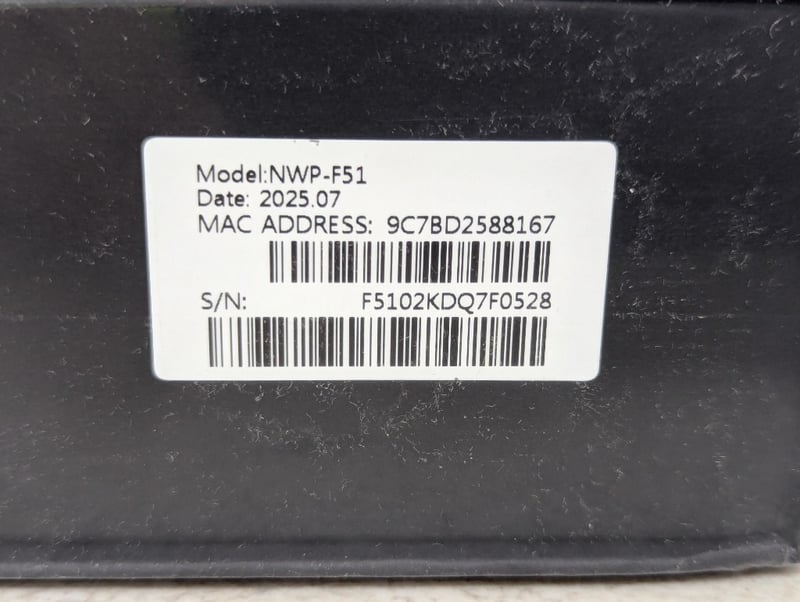 Model:NWP-F51
Date: 2025.07
MAC ADDRESS: 9C7BD2588167
S/N: F5102KDQ7F0528